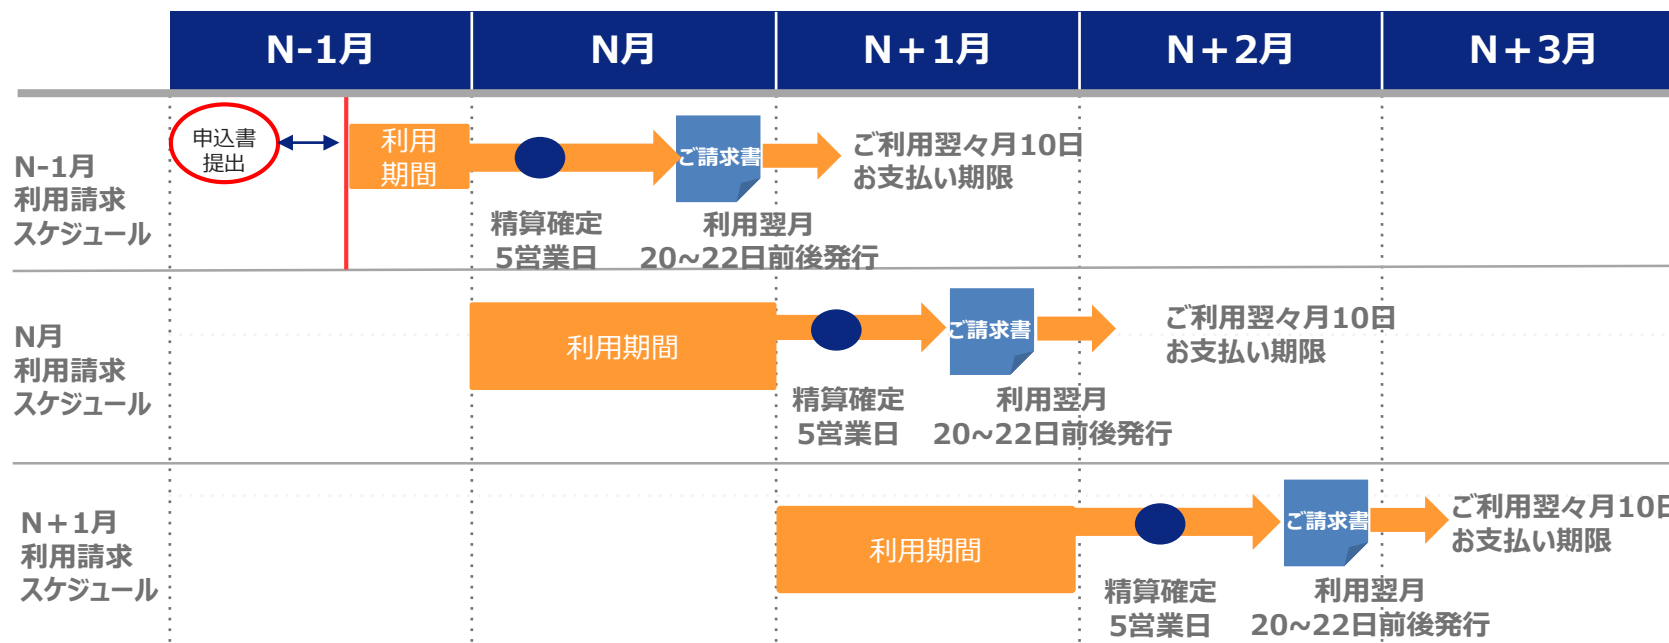 N-1月
N月
N+1月
N+2月
N+3月
N-1月
利用請求
スケジュール
申込書
提出
利用
期間
ご請求書
ご利用翌々月10日
お支払い期限
精算確定
5営業日
利用翌月
20~22日前後発行
N月
利用請求
スケジュール
利用期間
ご請求書
ご利用翌々月10日
お支払い期限
精算確定
5営業日
利用翌月
20~22日前後発行
N+1月
利用請求
スケジュール
利用期間
ご請求書
ご利用翌々月10日
お支払い期限
精算確定
5営業日
利用翌月
20~22日前後発行